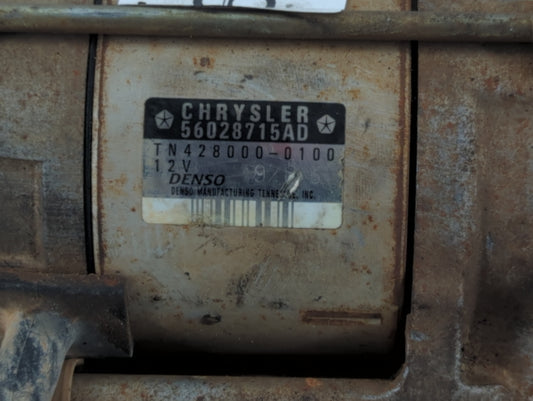 CHRYSLER
56028715AD
TN428000-0100
12V
DENSO
DENSO MANUFACTURING TENNESSEE, INC.